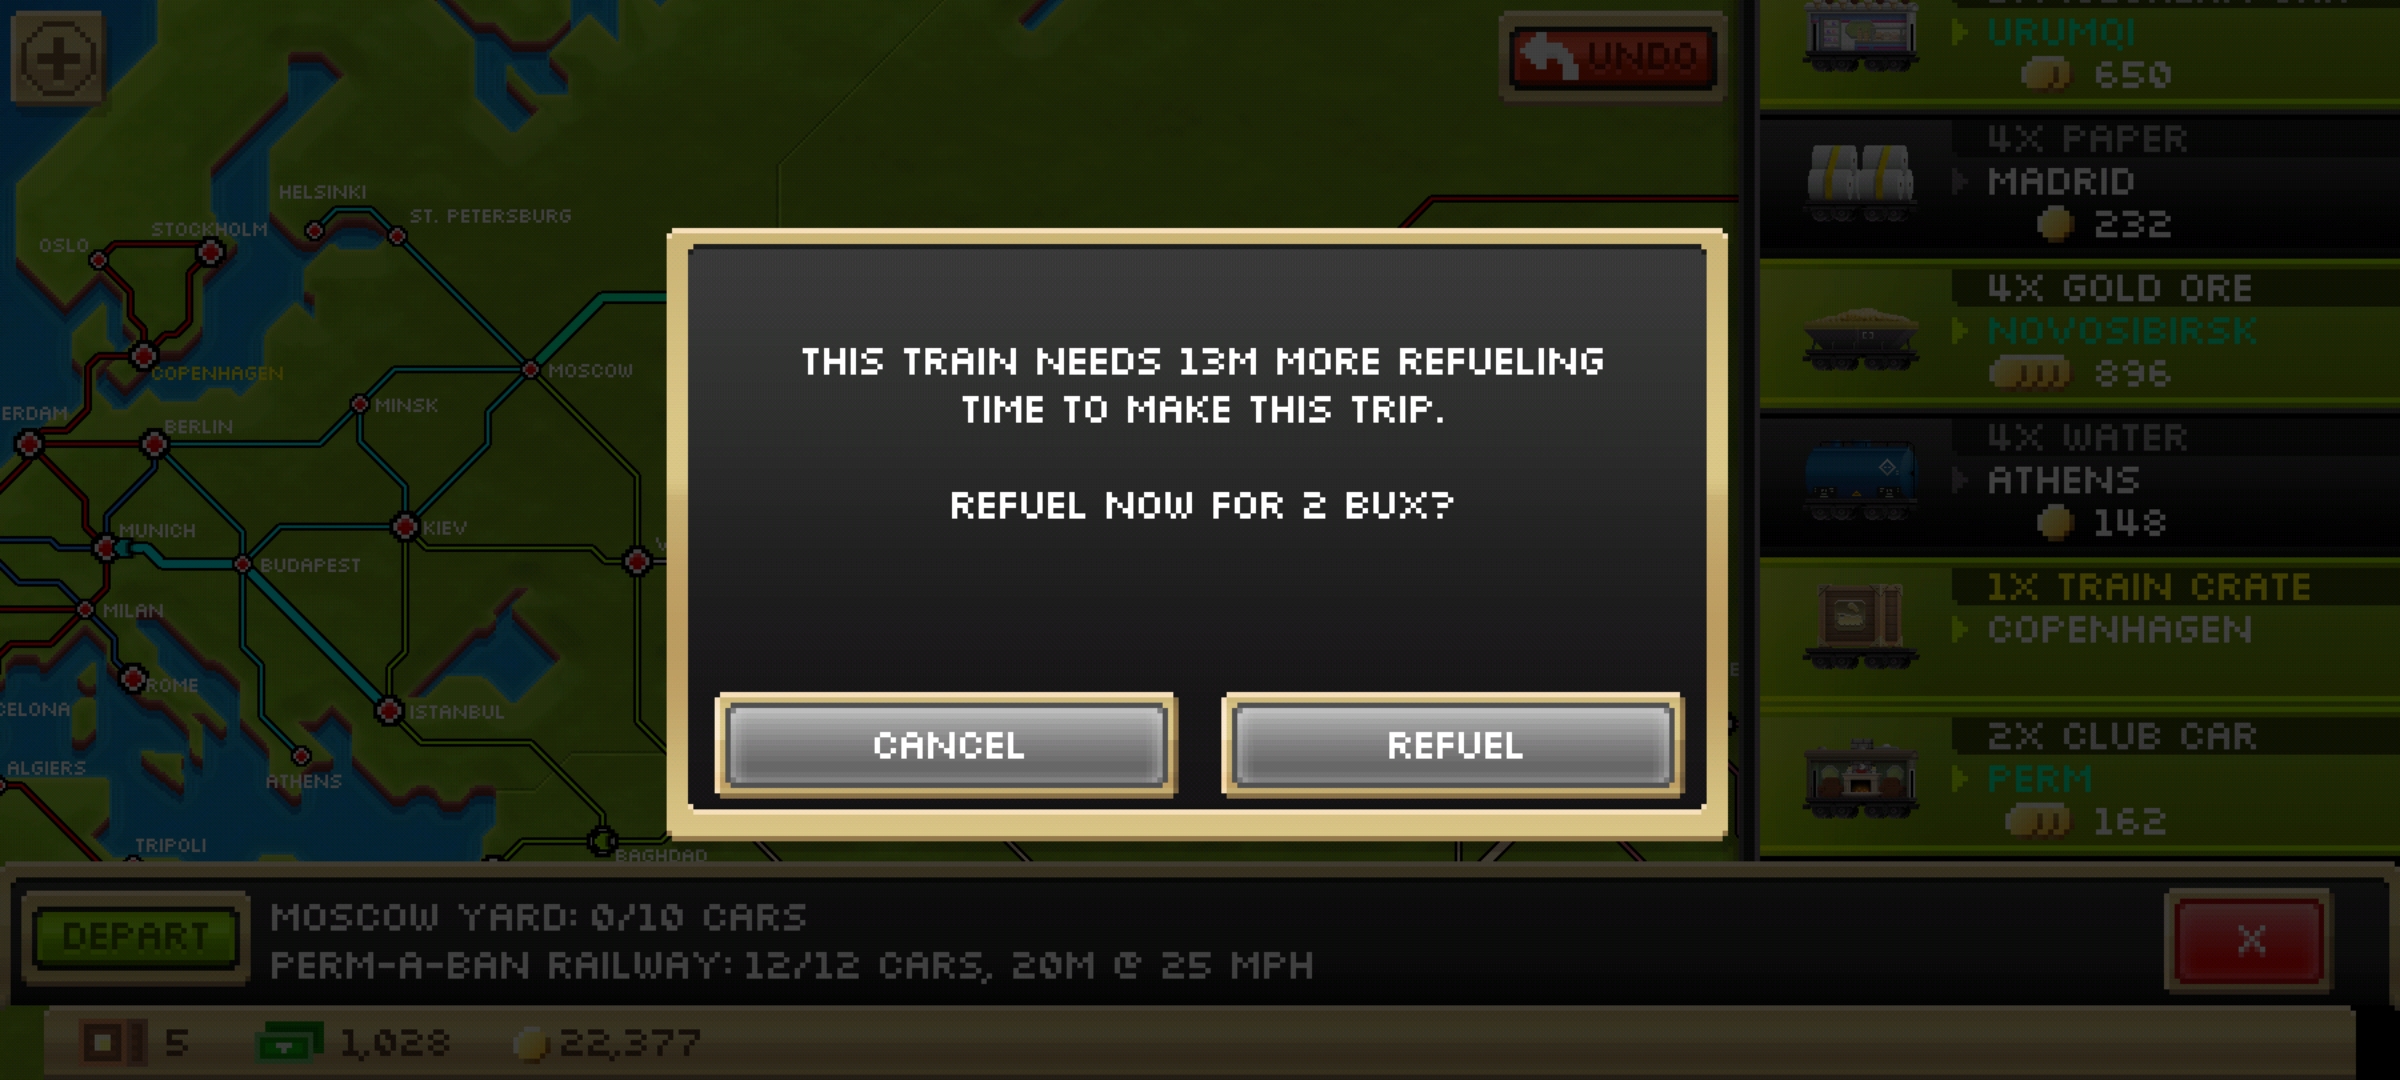 UNDO
URUMQI
650
4X PAPER
MADRID
232
4X GOLD ORE
NOVOSIBIRSK
896
4X WATER
ATHENS
148
1X TRAIN CRATE
COPENHAGEN
2X CLUB CAR
PERM
162
HELSINKI
ST. PETERSBURG
STOCKHOLM
OSLO
COPENHAGEN
MOSCOW
MINSK
ERDAM
BERLIN
MUNICH
KIEV
BUDAPEST
MILAN
ROME
CELONA
ISTANBUL
ALGIERS
ATHENS
TRIPOLI
BAGHDAD
THIS TRAIN NEEDS 13M MORE REFUELING
TIME TO MAKE THIS TRIP.
REFUEL NOW FOR 2 BUX?
CANCEL
REFUEL
DEPART
MOSCOW YARD: 0/10 CARS
PERM-A-BAN RAILWAY: 12/12 CARS, 20M @ 25 MPH
X
5
1,028
22,377